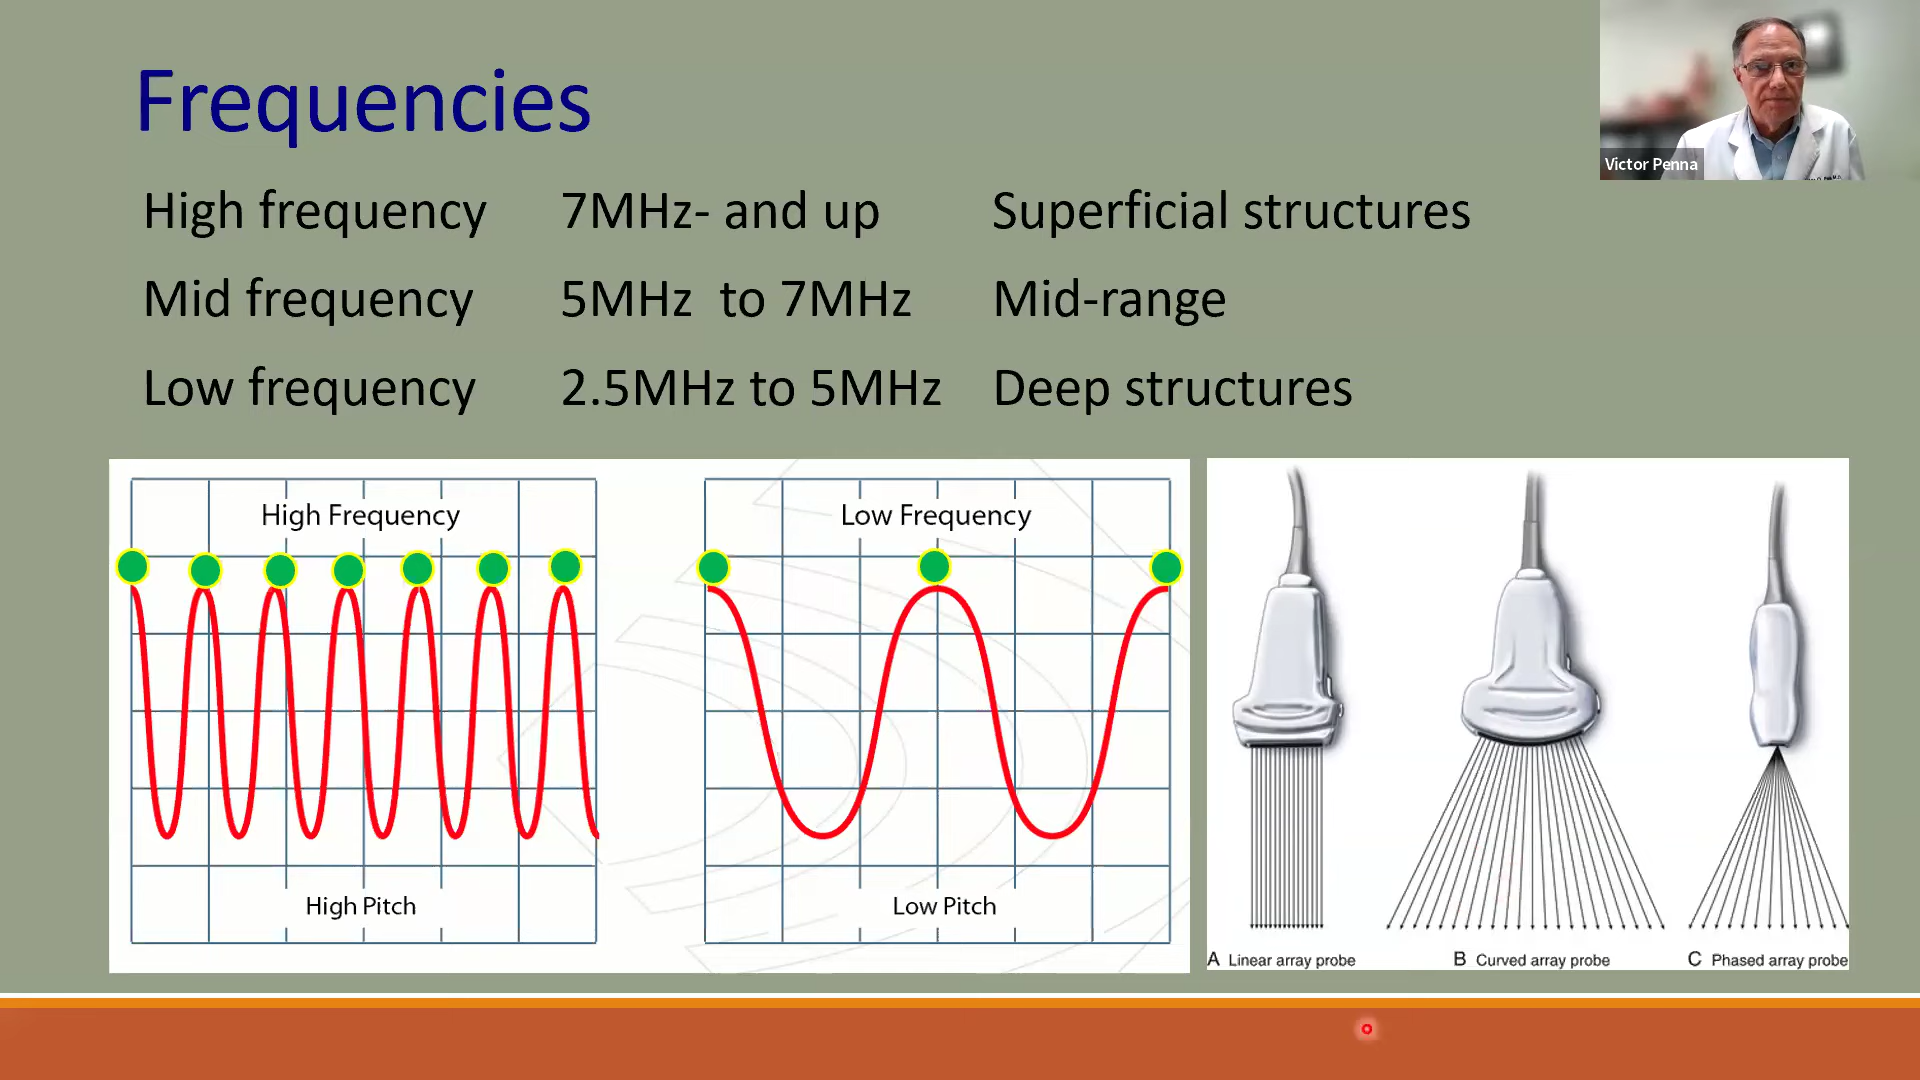 Frequencies
Victor Penna
High frequency 7MHz- and up Superficial structures
Mid frequency 5MHz to 7MHz Mid-range
Low frequency 2.5MHz to 5MHz Deep structures
High Frequency
Low Frequency
High Pitch
Low Pitch
A Linear array probe
B Curved array probe
C Phased array probe